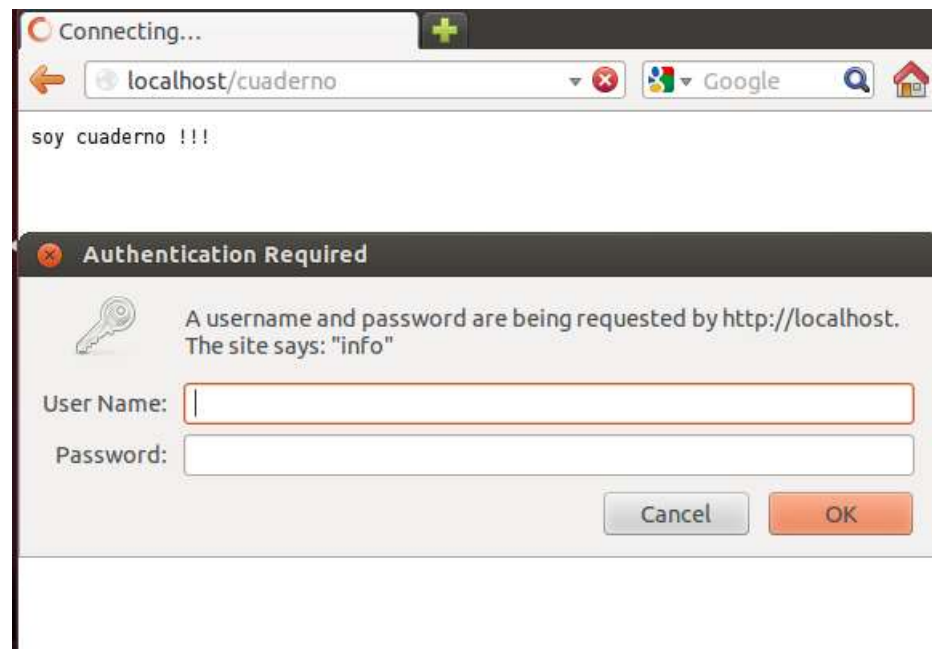 Connecting...
localhost/cuaderno
Google
soy cuaderno !!!
Authentication Required
A username and password are being requested by http://localhost.
The site says: "info"
User Name:
Password:
Cancel
OK